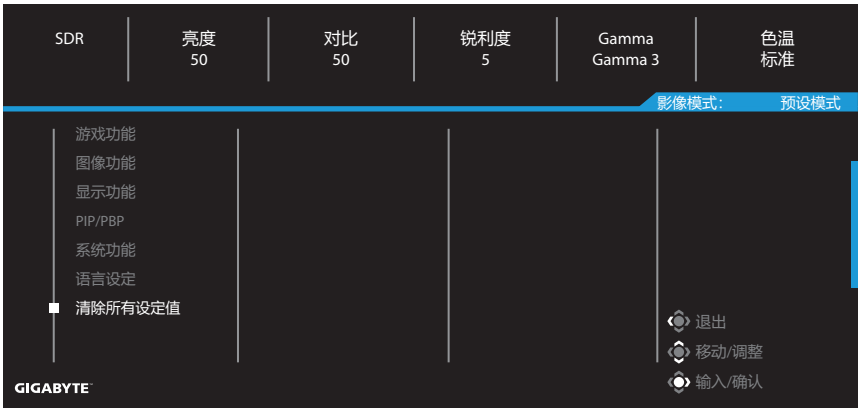 SDR
亮度
50
对比
50
锐利度
5
Gamma
Gamma 3
色温
标准
影像模式: 预设模式
游戏功能
图像功能
显示功能
PIP/PBP
系统功能
语言设定
清除所有设定值
退出
移动/调整
输入/确认
GIGABYTE™